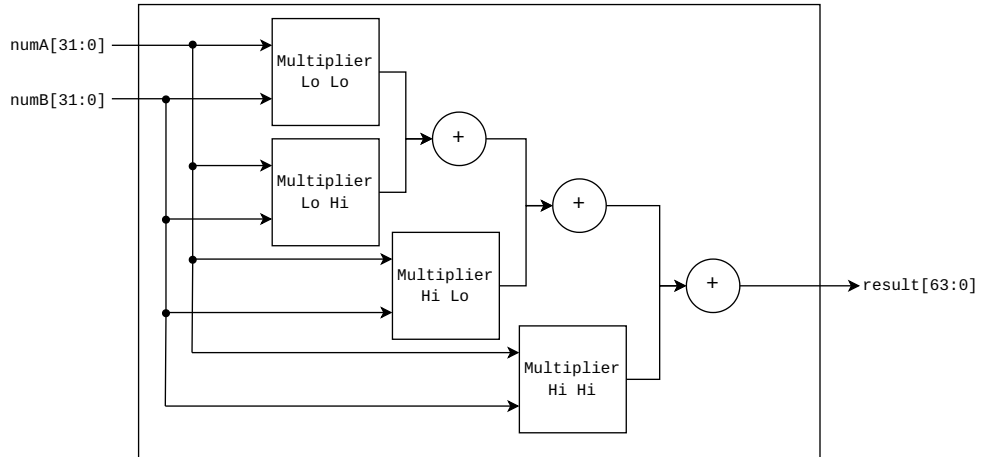 numA[31:0]
numB[31:0]
Multiplier
Lo Lo
Multiplier
Lo Hi
Multiplier
Hi Lo
Multiplier
Hi Hi
+
+
+
result[63:0]